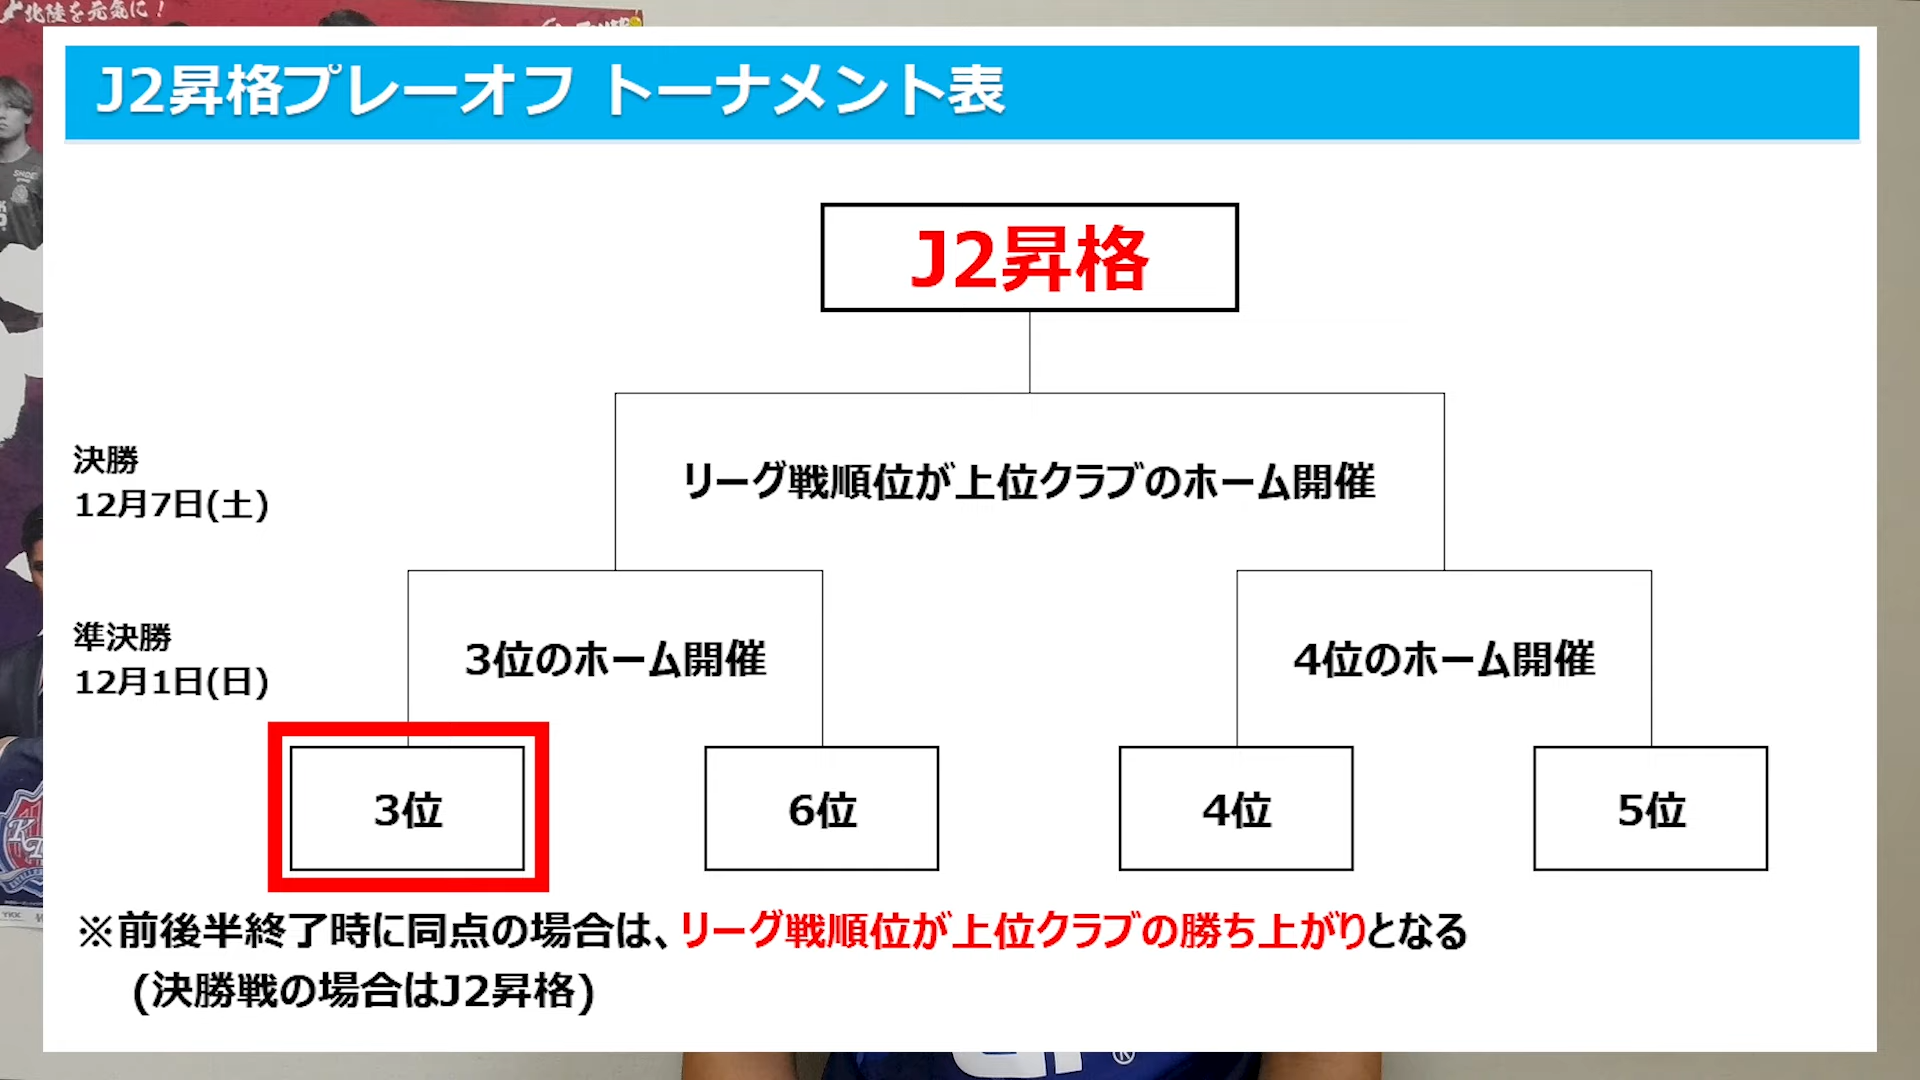 北陸を元気に！
J2昇格プレーオフ トーナメント表
J2昇格
決勝
12月7日(土)
リーグ戦順位が上位クラブのホーム開催
準決勝
12月1日(日)
3位のホーム開催
4位のホーム開催
3位
6位
4位
5位
※前後半終了時に同点の場合は、リーグ戦順位が上位クラブの勝ち上がりとなる
(決勝戦の場合はJ2昇格)